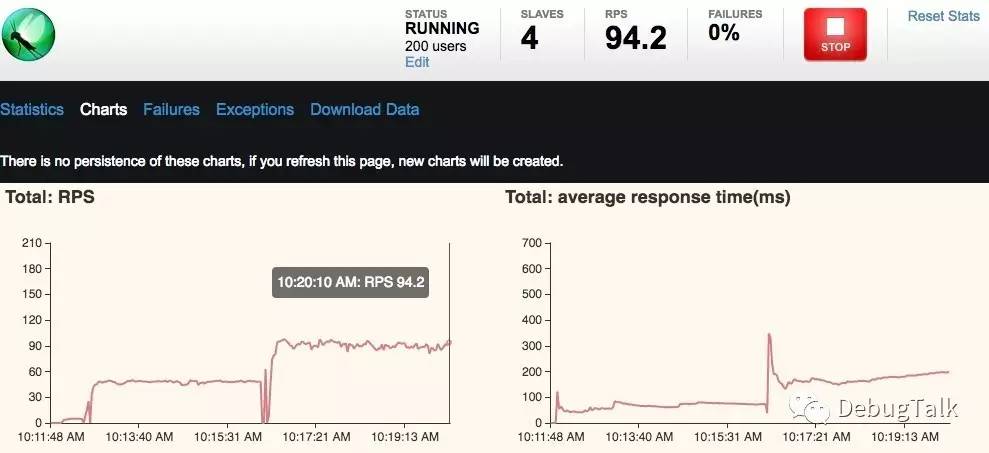 STATUS
RUNNING
200 users
Edit
SLAVES
4
RPS
94.2
FAILURES
0%
STOP
Reset Stats
Statistics Charts Failures Exceptions Download Data
There is no persistence of these charts, if you refresh this page, new charts will be created.
Total: RPS
210
180
150
120
90
60
30
0
10:20:10 AM: RPS 94.2
10:11:48 AM 10:13:40 AM 10:15:31 AM 10:17:21 AM 10:19:13 AM
Total: average response time(ms)
700
600
500
400
300
200
100
0
10:11:48 AM 10:13:40 AM 10:15:31 AM 10:17:21 AM 10:19:13 AM
DebugTalk